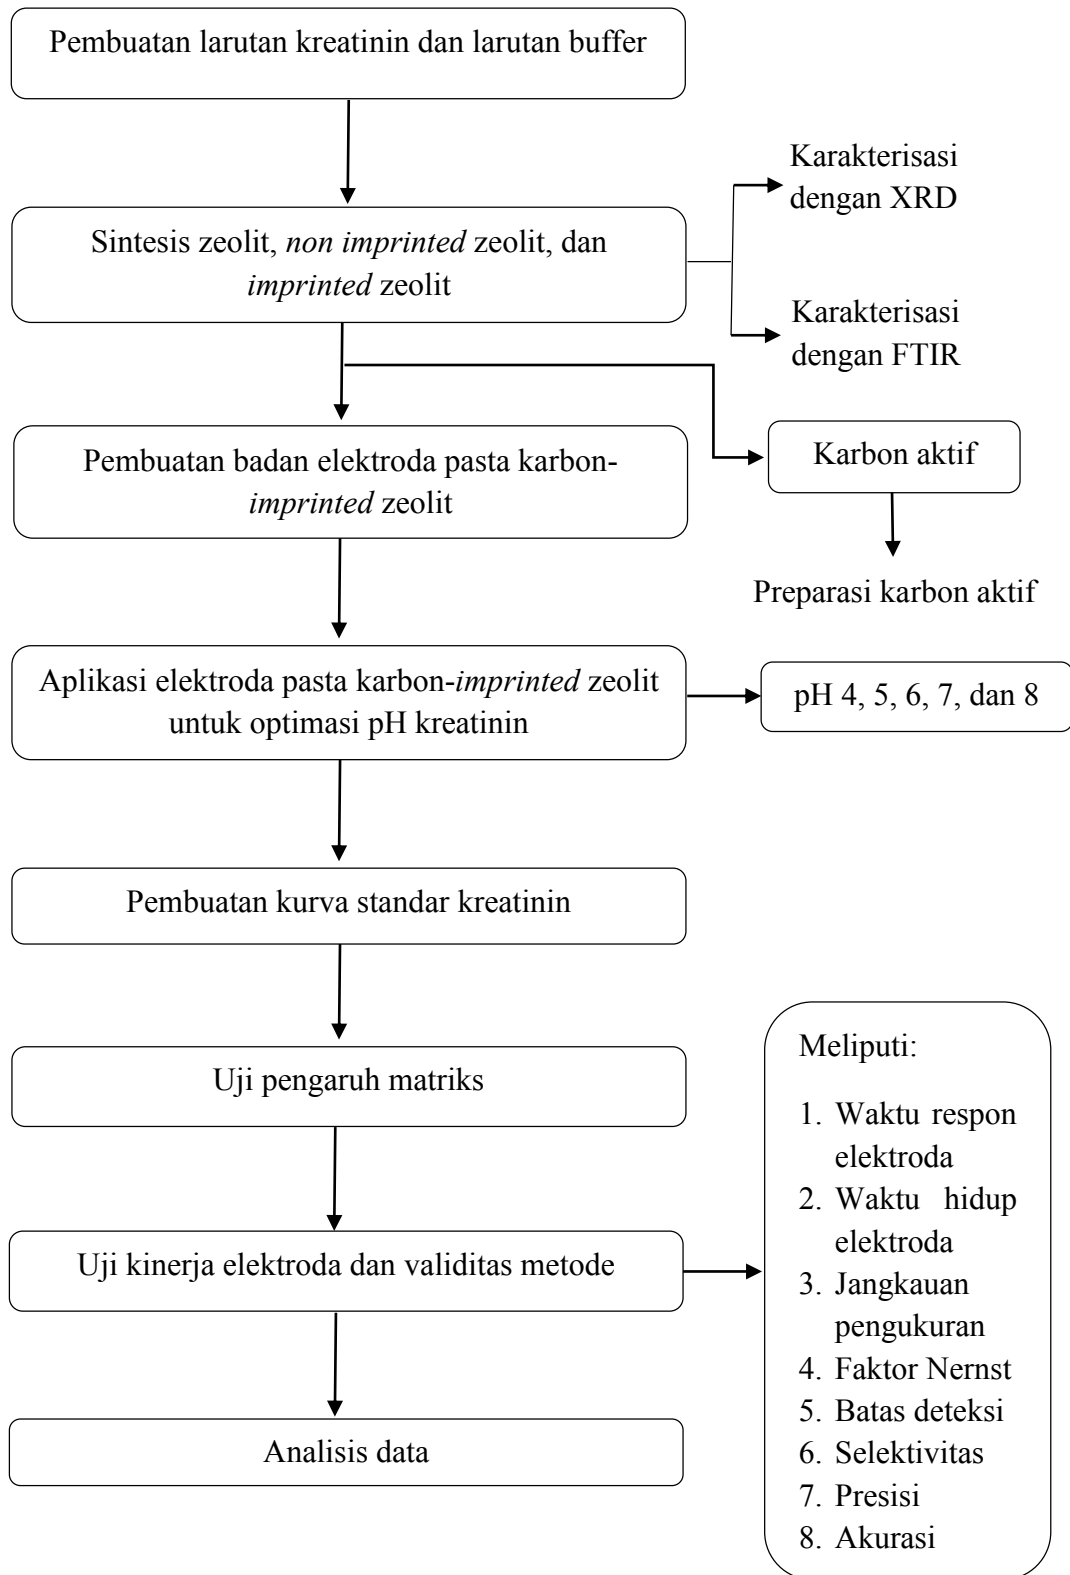 Pembuatan larutan kreatinin dan larutan buffer
Karakterisasi
dengan XRD
Sintesis zeolit, non imprinted zeolit, dan
imprinted zeolit
Karakterisasi
dengan FTIR
Pembuatan badan elektroda pasta karbon-
imprinted zeolit
Karbon aktif
Preparasi karbon aktif
Aplikasi elektroda pasta karbon-imprinted zeolit
untuk optimasi pH kreatinin
pH 4, 5, 6, 7, dan 8
Pembuatan kurva standar kreatinin
Uji pengaruh matriks
Uji kinerja elektroda dan validitas metode
Meliputi:
1. Waktu respon
elektroda
2. Waktu hidup
elektroda
3. Jangkauan
pengukuran
4. Faktor Nernst
5. Batas deteksi
6. Selektivitas
7. Presisi
8. Akurasi
Analisis data